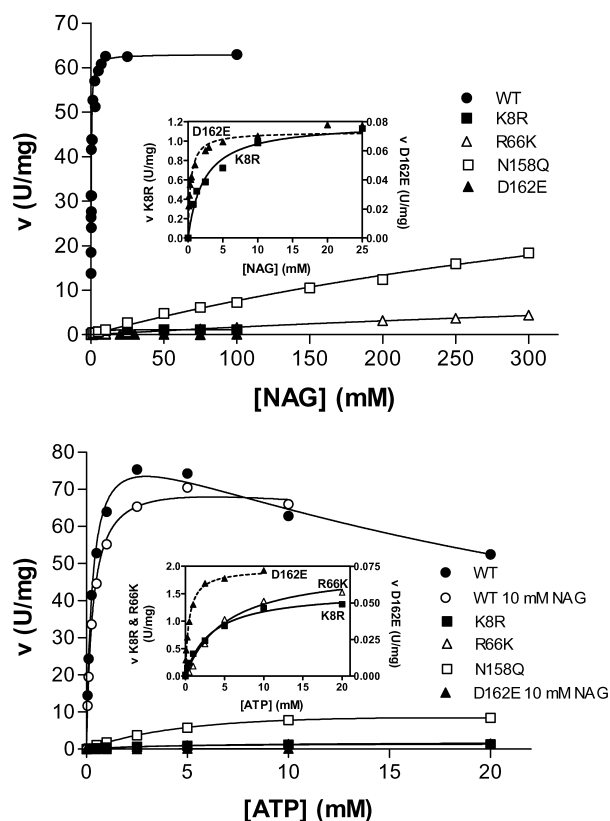 70
60
50
40
30
20
10
0
v (U/mg)
0 50 100 150 200 250 300
[NAG] (mM)
WT
K8R
R66K
N158Q
D162E
1.2
1.0
0.8
0.6
0.4
0.2
0.0
v K8R (U/mg)
D162E
K8R
0.08
0.06
0.04
0.02
0.00
v D162E
(U/mg)
0 5 10 15 20 25
[NAG] (mM)
80
70
60
50
40
30
20
10
0
v (U/mg)
0 5 10 15 20
[ATP] (mM)
WT
WT 10 mM NAG
K8R
R66K
N158Q
D162E 10 mM NAG
2.0
1.5
1.0
0.5
0.0
v K8R & R66K
(U/mg)
D162E
R66K
K8R
0.075
0.050
0.025
0.000
v D162E
(U/mg)
0 5 10 15 20
[ATP] (mM)